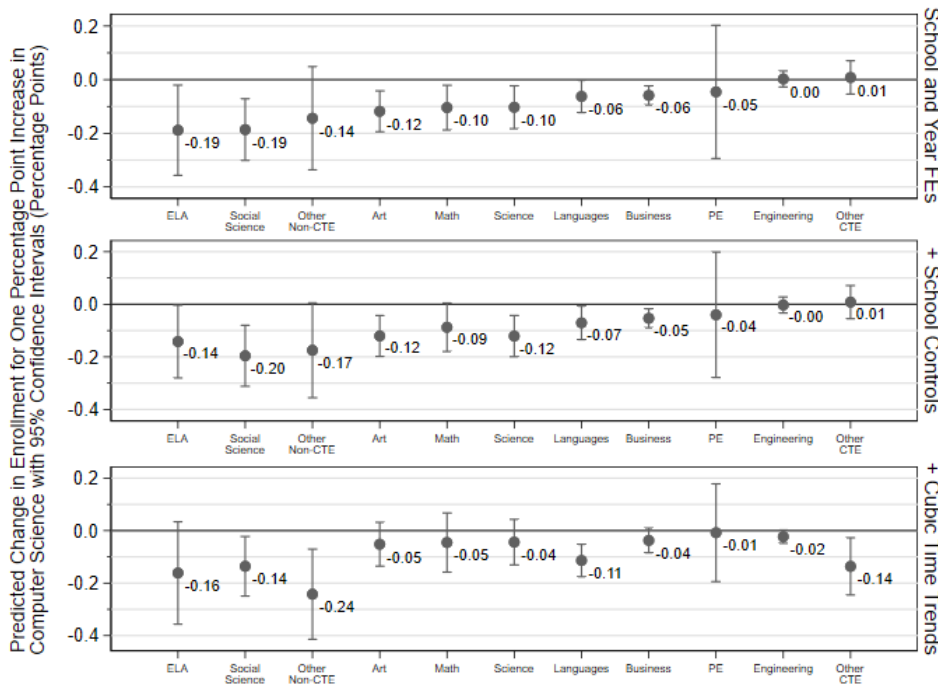 Predicted Change in Enrollment for One Percentage Point Increase in
Computer Science with 95% Confidence Intervals (Percentage Points)
0.2
0.0
-0.2
-0.4
-0.19
-0.19
-0.14
-0.12
-0.10
-0.10
-0.06
-0.06
-0.05
0.00
0.01
ELA
Social
Science
Other
Non-CTE
Art
Math
Science
Languages
Business
PE
Engineering
Other
CTE
School and Year FEs
0.2
0.0
-0.2
-0.4
-0.14
-0.20
-0.17
-0.12
-0.09
-0.12
-0.07
-0.05
-0.04
-0.00
0.01
ELA
Social
Science
Other
Non-CTE
Art
Math
Science
Languages
Business
PE
Engineering
Other
CTE
+ School Controls
0.2
0.0
-0.2
-0.4
-0.16
-0.14
-0.24
-0.05
-0.05
-0.04
-0.11
-0.04
-0.01
-0.02
-0.14
ELA
Social
Science
Other
Non-CTE
Art
Math
Science
Languages
Business
PE
Engineering
Other
CTE
+ Cubic Time Trends